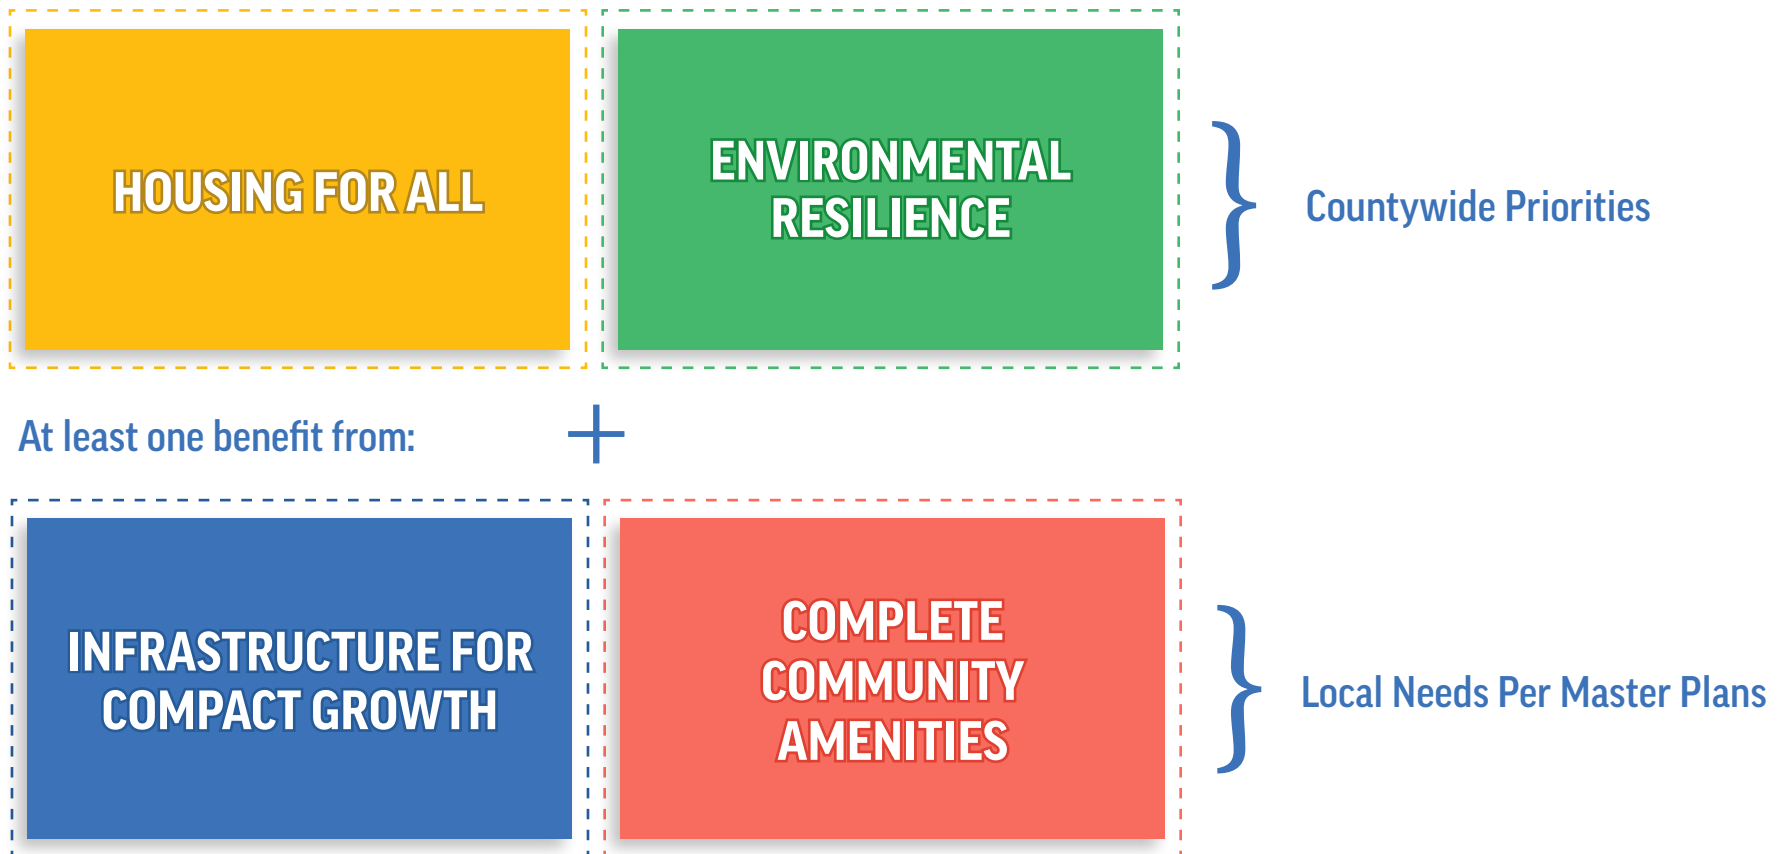 HOUSING FOR ALL
ENVIRONMENTAL
RESILIENCE
Countywide Priorities
At least one benefit from:
+
INFRASTRUCTURE FOR
COMPACT GROWTH
COMPLETE
COMMUNITY
AMENITIES
Local Needs Per Master Plans